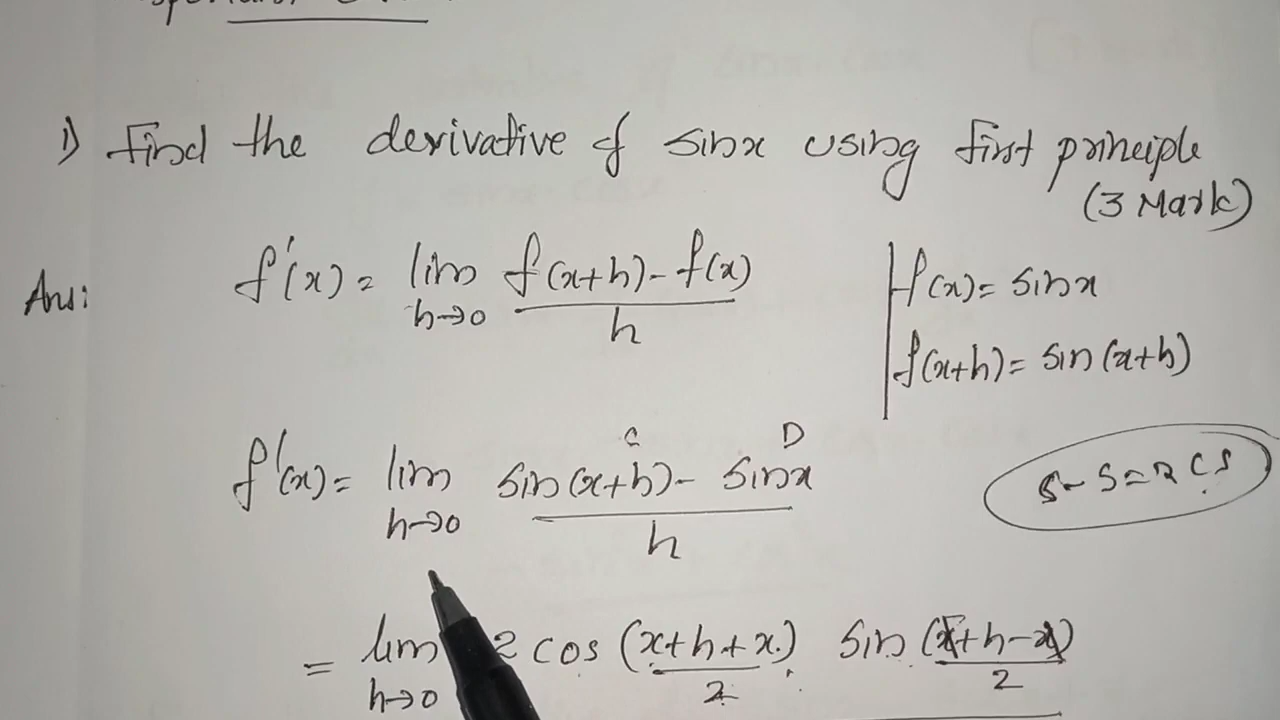 1) Find the derivative of sinx using first principle
(3 Mark)
Ans: f'(x) = lim h→0 f(x+h) - f(x) / h
f(x) = sinx
f(x+h) = sin(x+h)
C D
f'(x) = lim h→0 sin(x+h) - sinx / h
S - S = 2 CS
= lim h→0 2 cos (x+h+x)/2 sin (x+h-x)/2